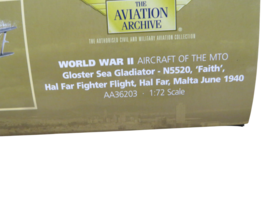 THE
AVIATION
ARCHIVE
THE AUTHORISED CIVIL AND MILITARY AVIATION COLLECTION
WORLD WAR II AIRCRAFT OF THE MTO
Gloster Sea Gladiator - N5520, 'Faith',
Hal Far Fighter Flight, Hal Far, Malta June 1940
AA36203 · 1:72 Scale